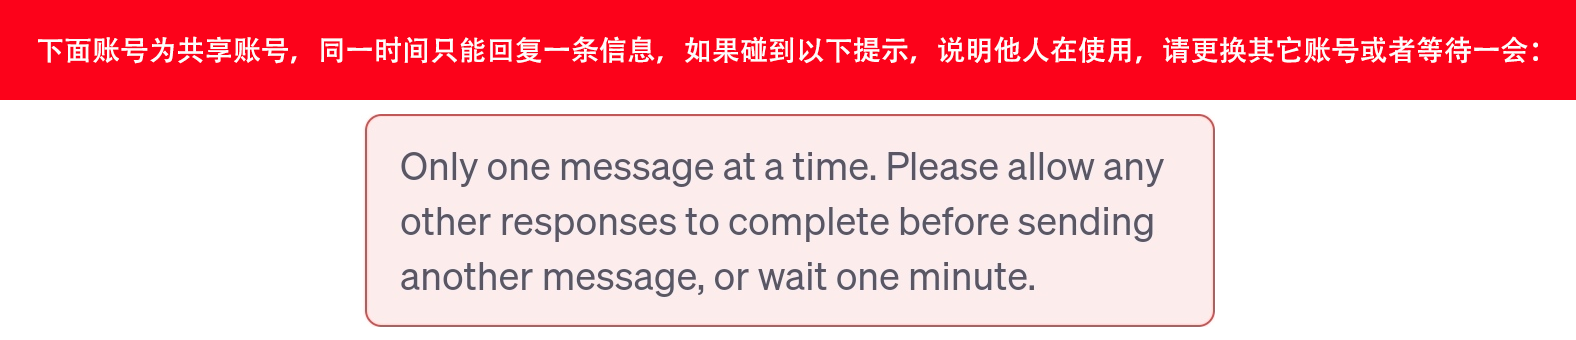 下面账号为共享账号，同一时间只能回复一条信息，如果碰到以下提示，说明他人在使用，请更换其它账号或者等待一会：
Only one message at a time. Please allow any
other responses to complete before sending
another message, or wait one minute.